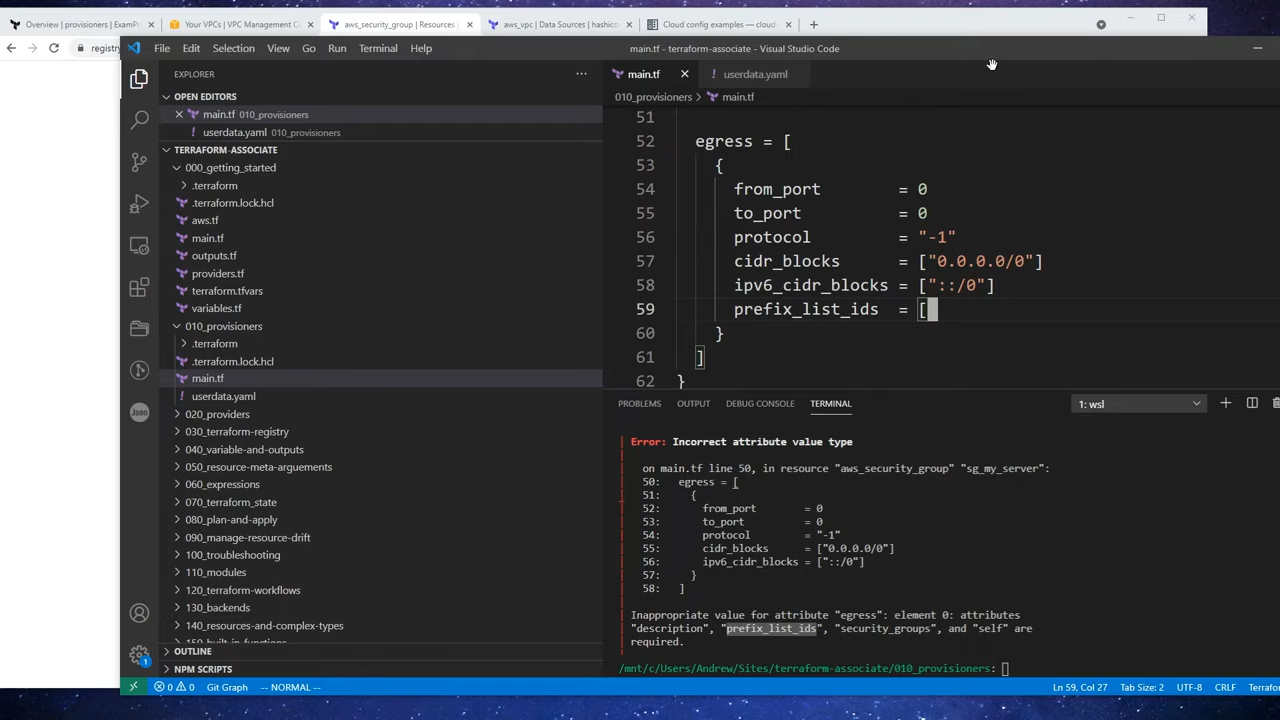 Overview | provisioners | ExamPr
Your VPCs | VPC Management C
aws_security_group | Resources |
aws_vpc | Data Sources | hashico
Cloud config examples — cloud-
registry
File Edit Selection View Go Run Terminal Help
main.tf - terraform-associate - Visual Studio Code
EXPLORER
OPEN EDITORS
main.tf 010_provisioners
userdata.yaml 010_provisioners
TERRAFORM-ASSOCIATE
000_getting_started
.terraform
.terraform.lock.hcl
aws.tf
main.tf
outputs.tf
providers.tf
terraform.tfvars
variables.tf
010_provisioners
.terraform
.terraform.lock.hcl
main.tf
userdata.yaml
020_providers
030_terraform-registry
040_variable-and-outputs
050_resource-meta-arguements
060_expressions
070_terraform_state
080_plan-and-apply
090_manage-resource-drift
100_troubleshooting
110_modules
120_terraform-workflows
130_backends
140_resources-and-complex-types
150_built-in_functions
OUTLINE
NPM SCRIPTS
main.tf
userdata.yaml
010_provisioners > main.tf
51
52 egress = [
53 {
54 from_port = 0
55 to_port = 0
56 protocol = "-1"
57 cidr_blocks = ["0.0.0.0/0"]
58 ipv6_cidr_blocks = ["::/0"]
59 prefix_list_ids = [
60 }
61 ]
62 }
PROBLEMS OUTPUT DEBUG CONSOLE TERMINAL
1: wsl
Error: Incorrect attribute value type
on main.tf line 50, in resource "aws_security_group" "sg_my_server":
50: egress = [
51: {
52: from_port = 0
53: to_port = 0
54: protocol = "-1"
55: cidr_blocks = ["0.0.0.0/0"]
56: ipv6_cidr_blocks = ["::/0"]
57: }
58: ]
Inappropriate value for attribute "egress": element 0: attributes
"description", "prefix_list_ids", "security_groups", and "self" are
required.
/mnt/c/Users/Andrew/Sites/terraform-associate/010_provisioners:
Json
1
0 0 Git Graph -- NORMAL --
Ln 59, Col 27 Tab Size: 2 UTF-8 CRLF Terrafor